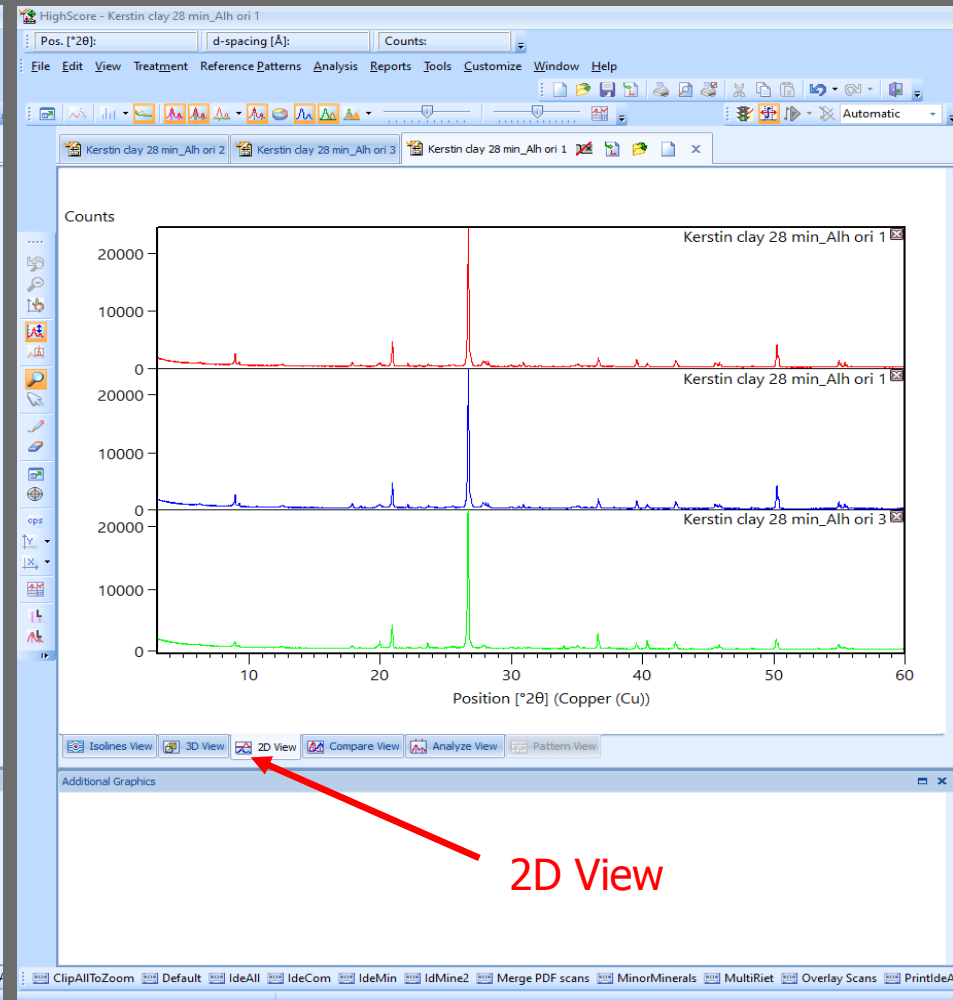 HighScore - Kerstin clay 28 min_Alh ori 1
Pos. [°2θ]: d-spacing [Å]: Counts:
File Edit View Treatment Reference Patterns Analysis Reports Tools Customize Window Help
Automatic
Kerstin clay 28 min_Alh ori 2 Kerstin clay 28 min_Alh ori 3 Kerstin clay 28 min_Alh ori 1
Counts
Kerstin clay 28 min_Alh ori 1
20000
10000
0
Kerstin clay 28 min_Alh ori 1
20000
10000
0
Kerstin clay 28 min_Alh ori 3
20000
10000
0
10 20 30 40 50 60
Position [°2θ] (Copper (Cu))
cps
Isolines View 3D View 2D View Compare View Analyze View Pattern View
Additional Graphics
2D View
ClipAllToZoom Default IdeAll IdeCom IdeMin IdMine2 Merge PDF scans MinorMinerals MultiRiet Overlay Scans PrintIdeA